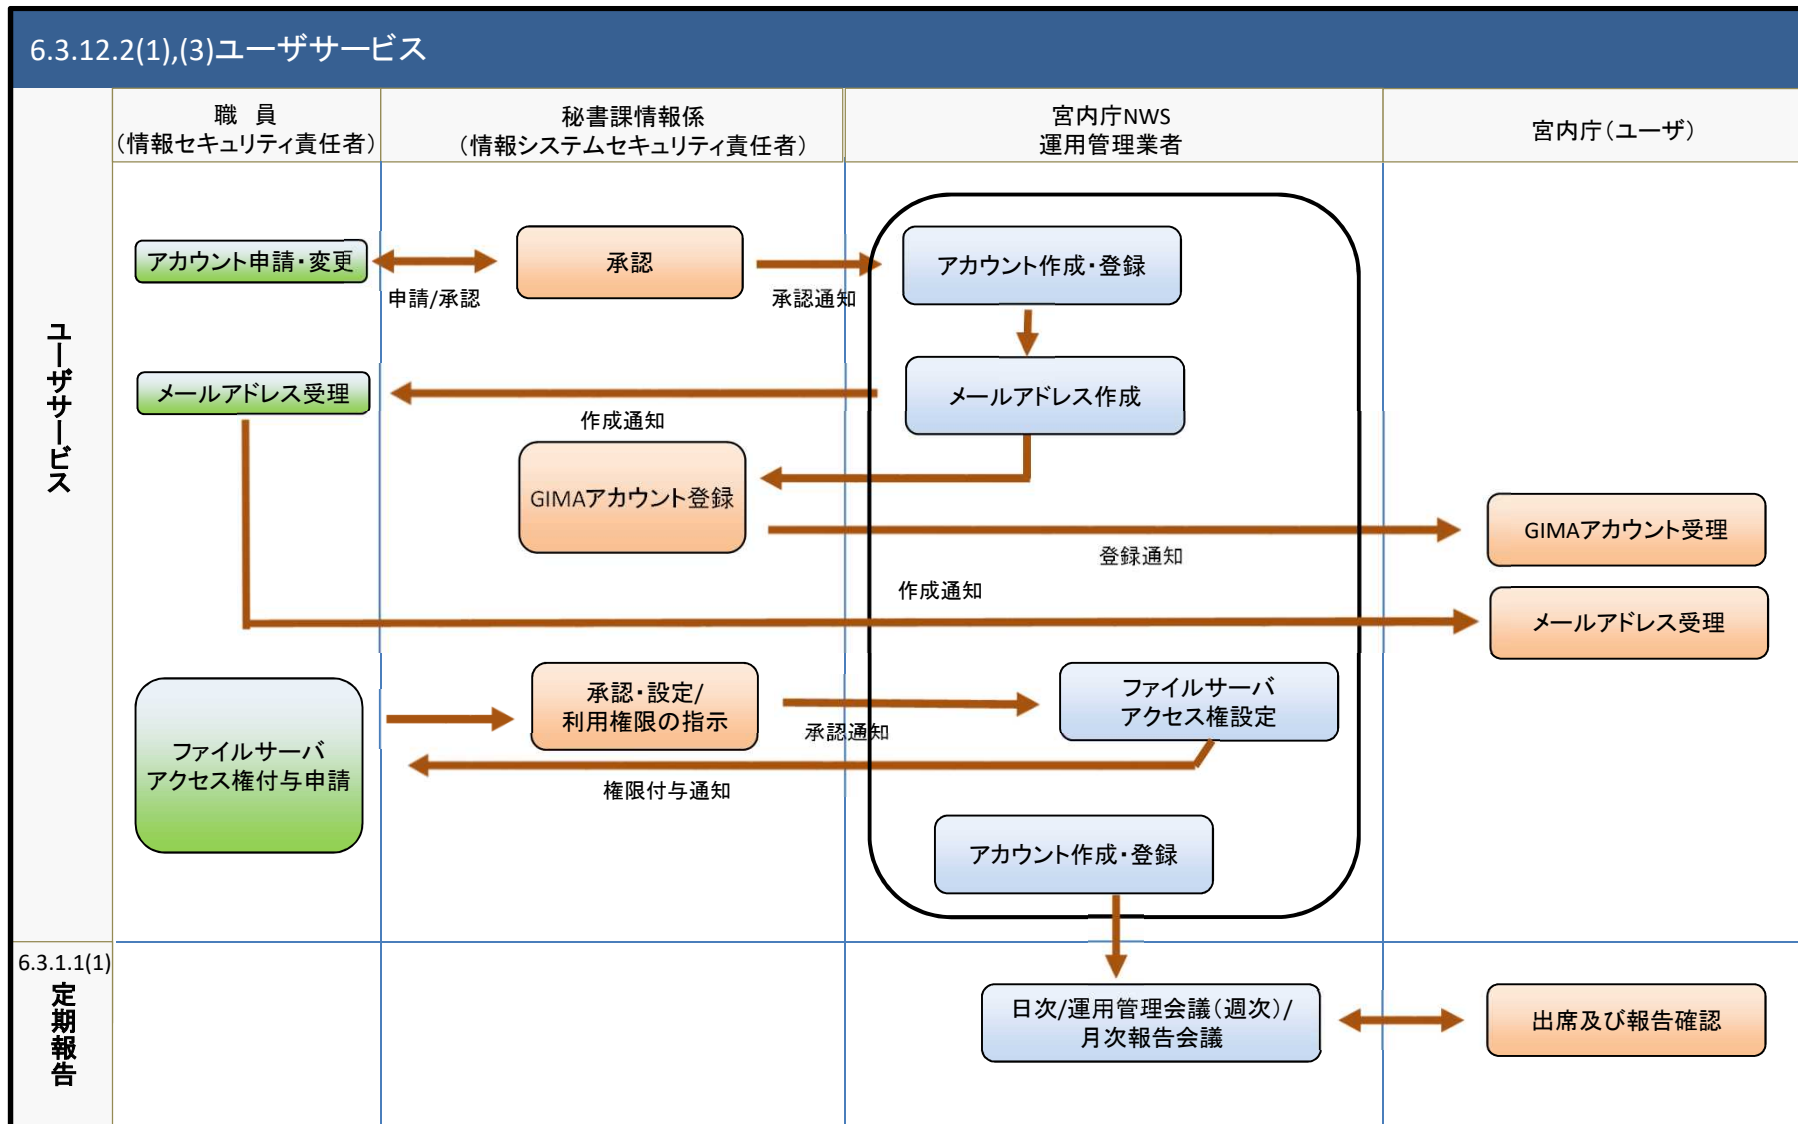 6.3.12.2(1),(3)ユーザサービス
職　員
(情報セキュリティ責任者)
秘書課情報係
(情報システムセキュリティ責任者)
宮内庁NWS
運用管理業者
宮内庁(ユーザ)
ユーザサービス
アカウント申請・変更
申請/承認
承認
承認通知
アカウント作成・登録
メールアドレス受理
作成通知
メールアドレス作成
GIMAアカウント登録
登録通知
GIMAアカウント受理
作成通知
メールアドレス受理
ファイルサーバ
アクセス権付与申請
承認・設定/
利用権限の指示
承認通知
ファイルサーバ
アクセス権設定
権限付与通知
アカウント作成・登録
6.3.1.1(1)
定期報告
日次/運用管理会議(週次)/
月次報告会議
出席及び報告確認